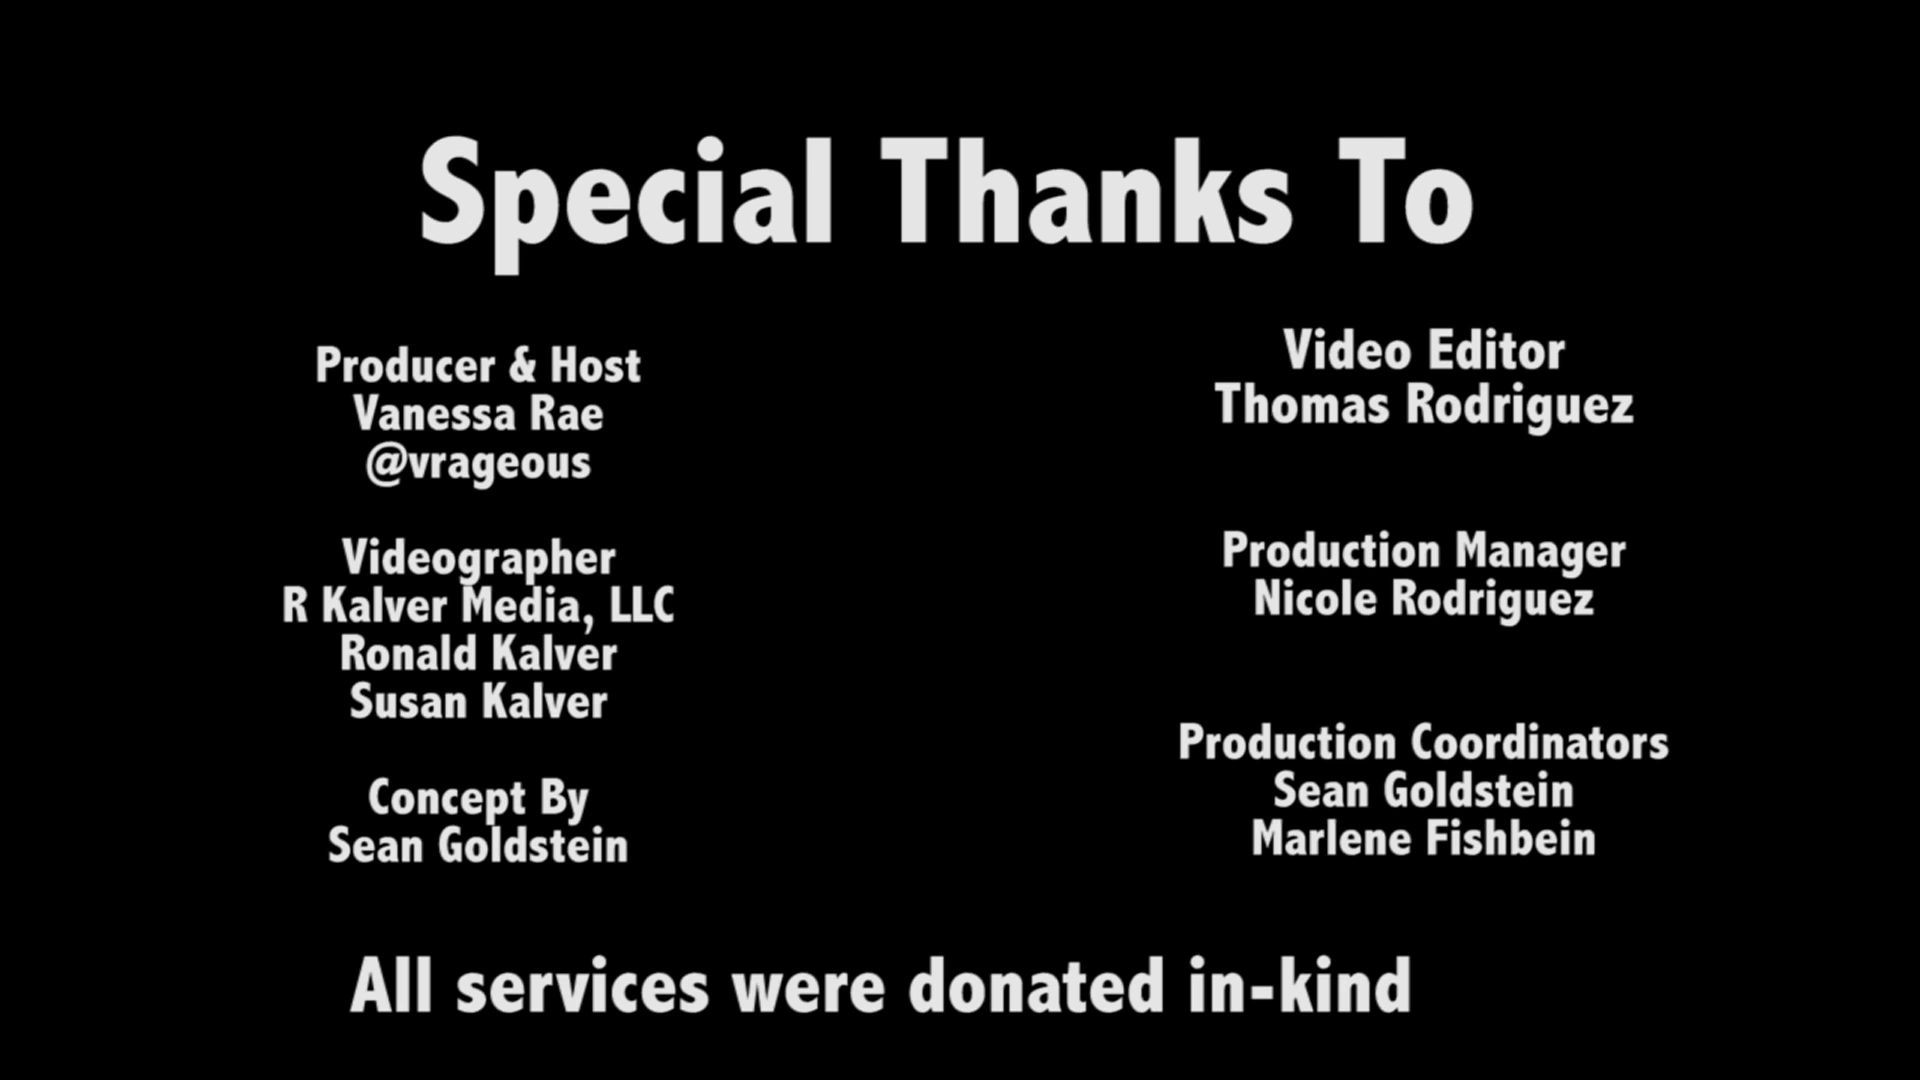 Special Thanks To
Producer & Host
Vanessa Rae
@vrageous
Videographer
R Kalver Media, LLC
Ronald Kalver
Susan Kalver
Concept By
Sean Goldstein
Video Editor
Thomas Rodriguez
Production Manager
Nicole Rodriguez
Production Coordinators
Sean Goldstein
Marlene Fishbein
All services were donated in-kind